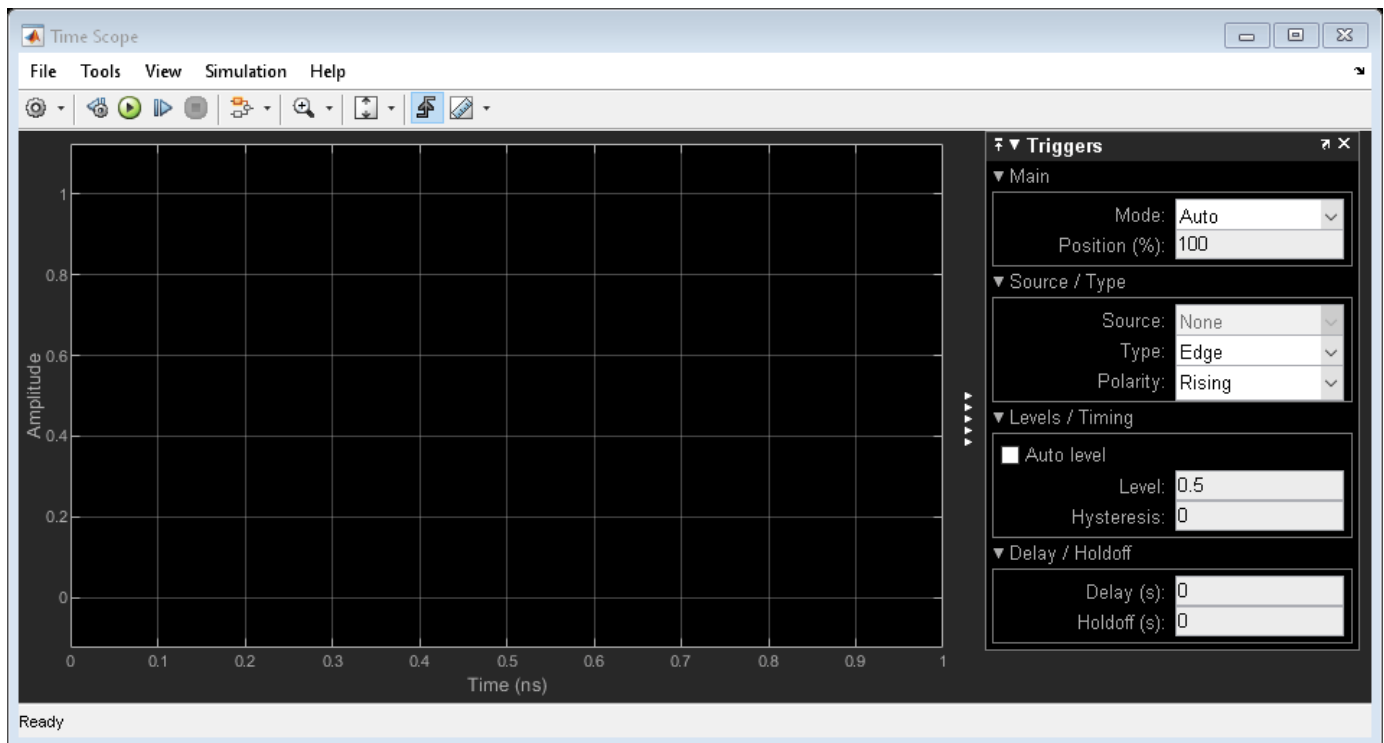 Time Scope
File Tools View Simulation Help
Triggers
Main
Mode: Auto
Position (%): 100
Source / Type
Source: None
Type: Edge
Polarity: Rising
Levels / Timing
Auto level
Level: 0.5
Hysteresis: 0
Delay / Holdoff
Delay (s): 0
Holdoff (s): 0
1
0.8
0.6
0.4
0.2
0
Amplitude
0 0.1 0.2 0.3 0.4 0.5 0.6 0.7 0.8 0.9 1
Time (ns)
Ready